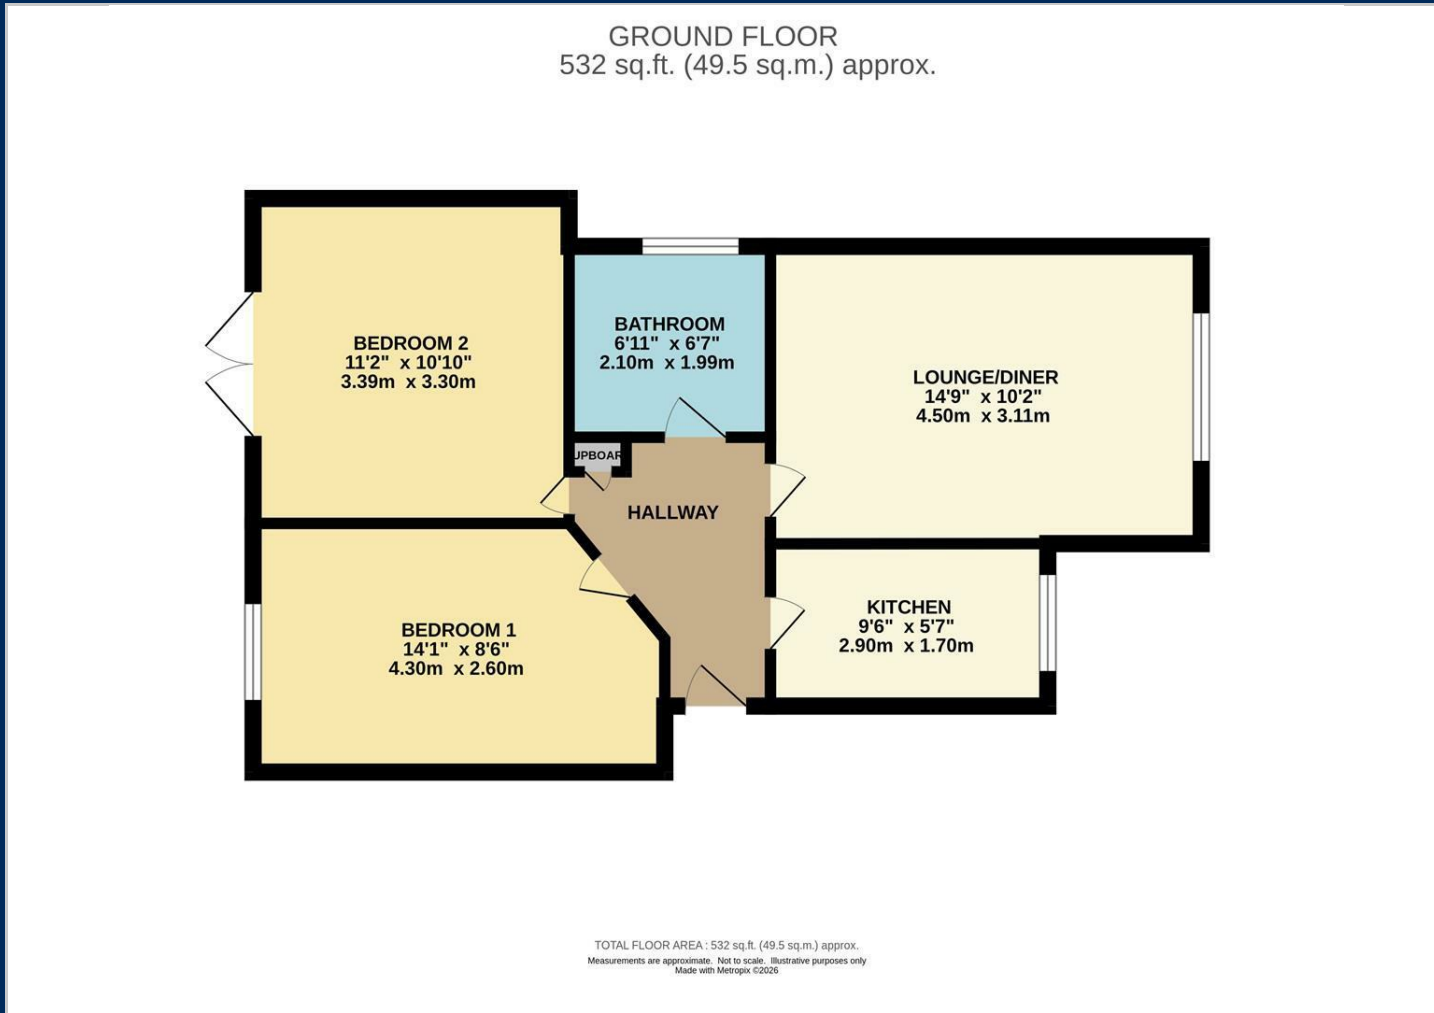 GROUND FLOOR
532 sq.ft. (49.5 sq.m.) approx.
BEDROOM 2
11'2" x 10'10"
3.39m x 3.30m
BATHROOM
6'11" x 6'7"
2.10m x 1.99m
LOUNGE/DINER
14'9" x 10'2"
4.50m x 3.11m
UPBOAR
HALLWAY
BEDROOM 1
14'1" x 8'6"
4.30m x 2.60m
KITCHEN
9'6" x 5'7"
2.90m x 1.70m
TOTAL FLOOR AREA : 532 sq.ft. (49.5 sq.m.) approx.
Measurements are approximate. Not to scale. Illustrative purposes only
Made with Metropix ©2026